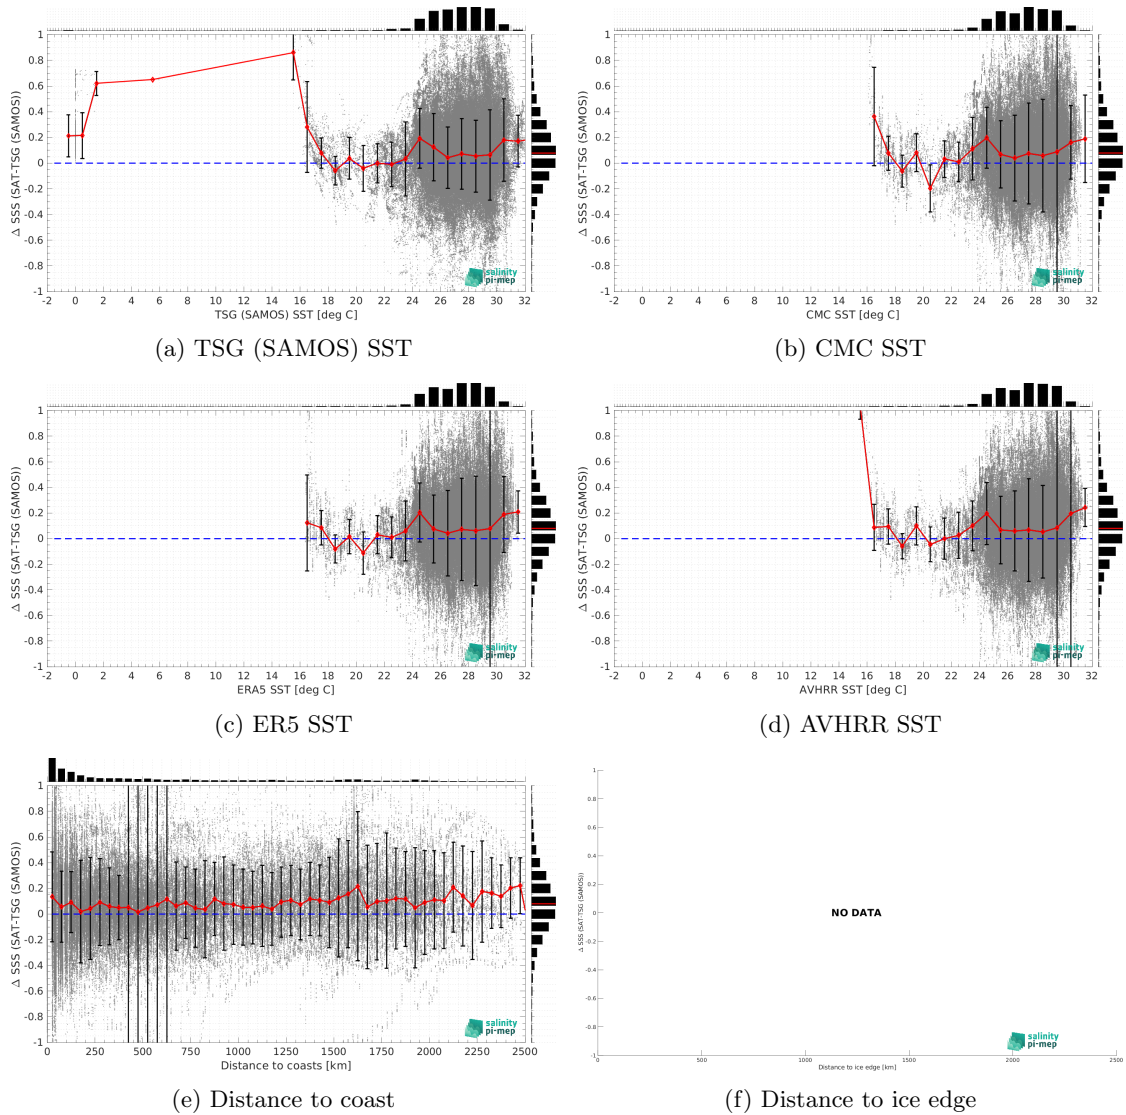 1
0.8
0.6
0.4
0.2
0
-0.2
-0.4
-0.6
-0.8
-1
Δ SSS (SAT-TSG (SAMOS))
-2 0 2 4 6 8 10 12 14 16 18 20 22 24 26 28 30 32
TSG (SAMOS) SST [deg C]
salinity
pi-mep
(a) TSG (SAMOS) SST
1
0.8
0.6
0.4
0.2
0
-0.2
-0.4
-0.6
-0.8
-1
Δ SSS (SAT-TSG (SAMOS))
-2 0 2 4 6 8 10 12 14 16 18 20 22 24 26 28 30 32
CMC SST [deg C]
salinity
pi-mep
(b) CMC SST
1
0.8
0.6
0.4
0.2
0
-0.2
-0.4
-0.6
-0.8
-1
Δ SSS (SAT-TSG (SAMOS))
-2 0 2 4 6 8 10 12 14 16 18 20 22 24 26 28 30 32
ERA5 SST [deg C]
salinity
pi-mep
(c) ER5 SST
1
0.8
0.6
0.4
0.2
0
-0.2
-0.4
-0.6
-0.8
-1
Δ SSS (SAT-TSG (SAMOS))
-2 0 2 4 6 8 10 12 14 16 18 20 22 24 26 28 30 32
AVHRR SST [deg C]
salinity
pi-mep
(d) AVHRR SST
1
0.8
0.6
0.4
0.2
0
-0.2
-0.4
-0.6
-0.8
-1
Δ SSS (SAT-TSG (SAMOS))
0 250 500 750 1000 1250 1500 1750 2000 2250 2500
Distance to coasts [km]
salinity
pi-mep
(e) Distance to coast
1
0.8
0.6
0.4
0.2
0
-0.2
-0.4
-0.6
-0.8
-1
Δ SSS (SAT-TSG (SAMOS))
NO DATA
0 500 1000 1500 2000 2500
Distance to ice edge [km]
salinity
pi-mep
(f) Distance to ice edge